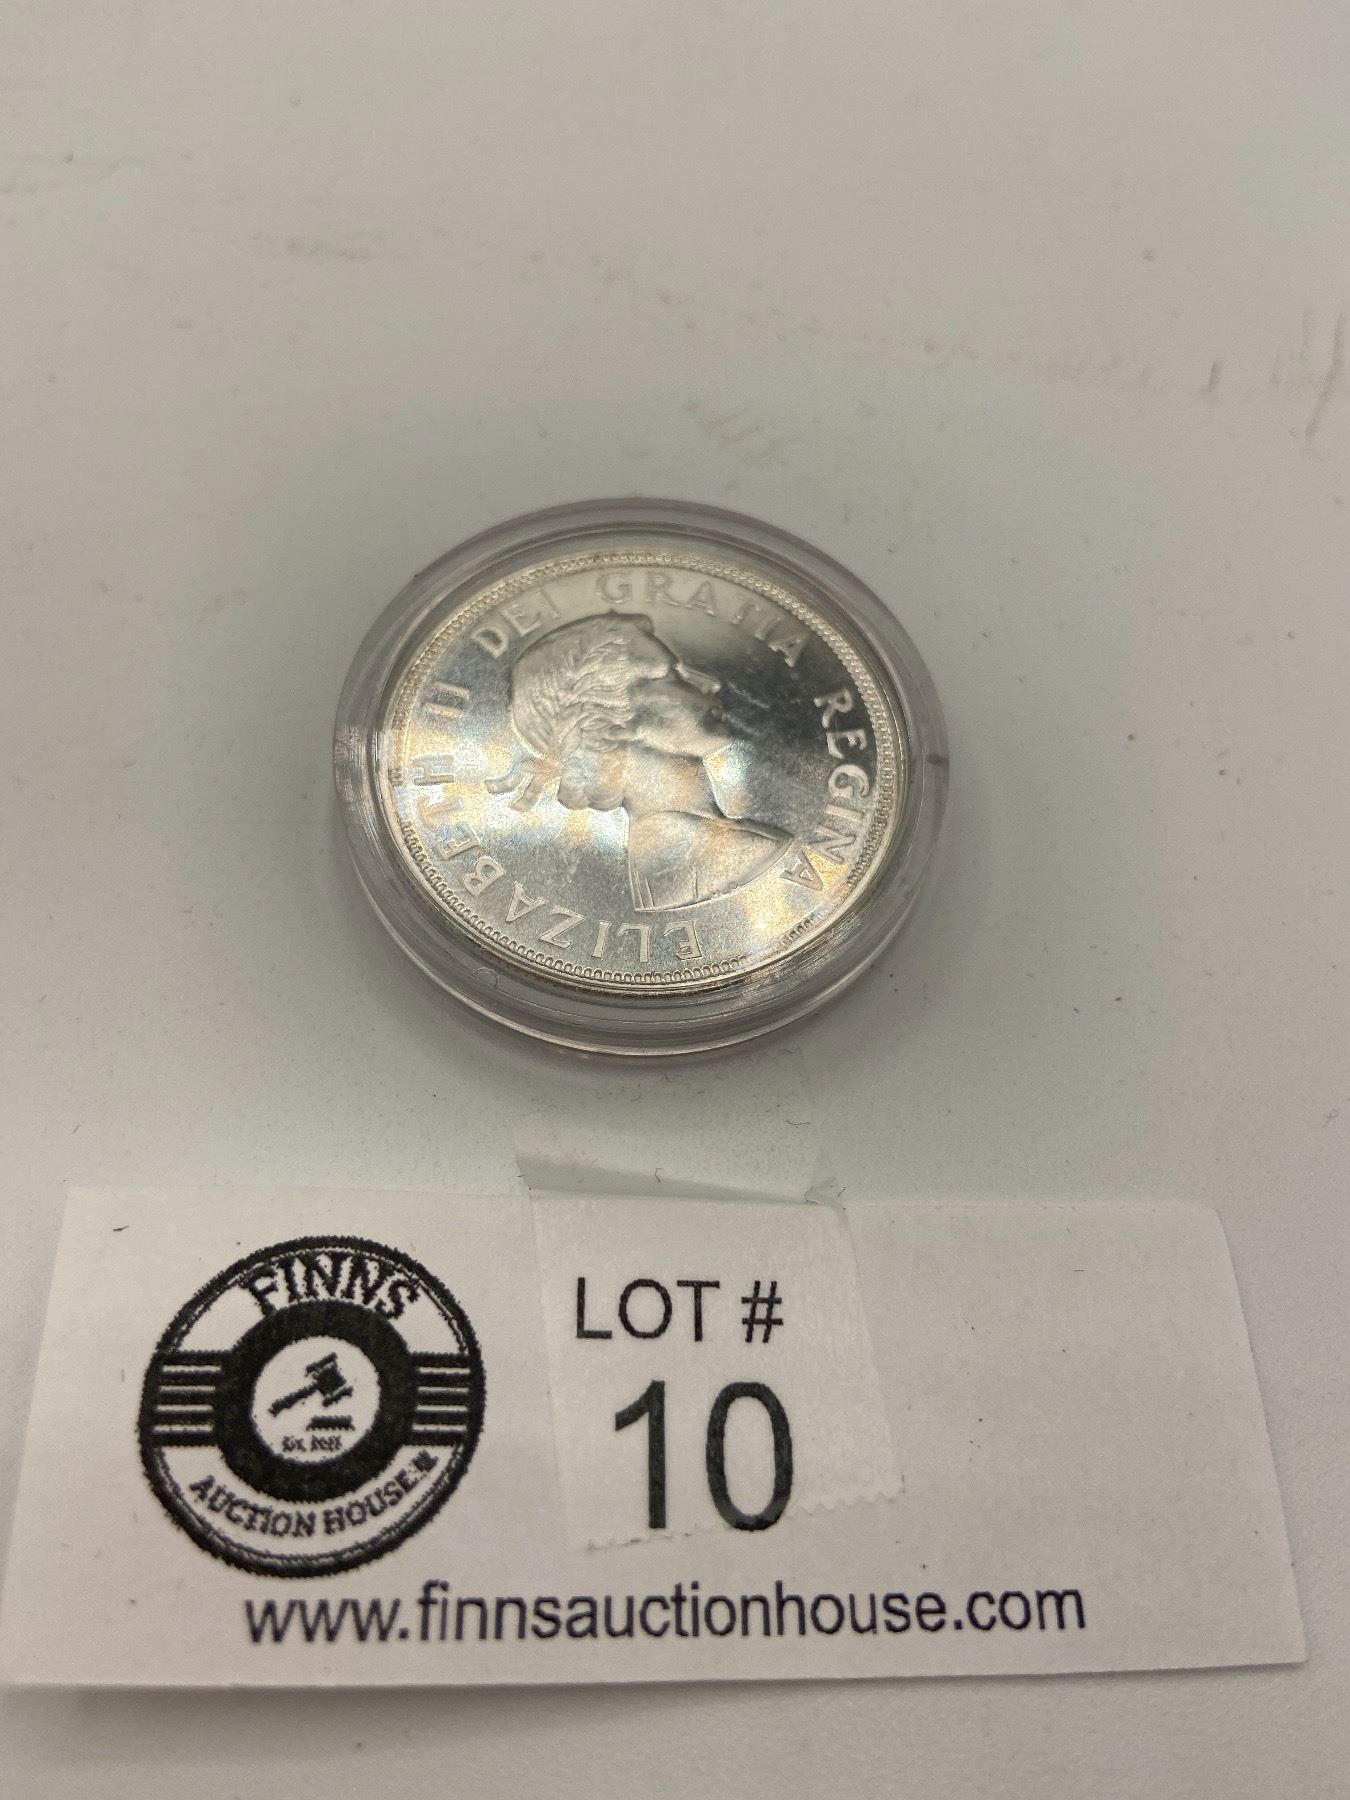 ELIZABETH II DEI GRATIA REGINA
FINNS
AUCTION HOUSE
LOT #
10
www.finnsauctionhouse.com